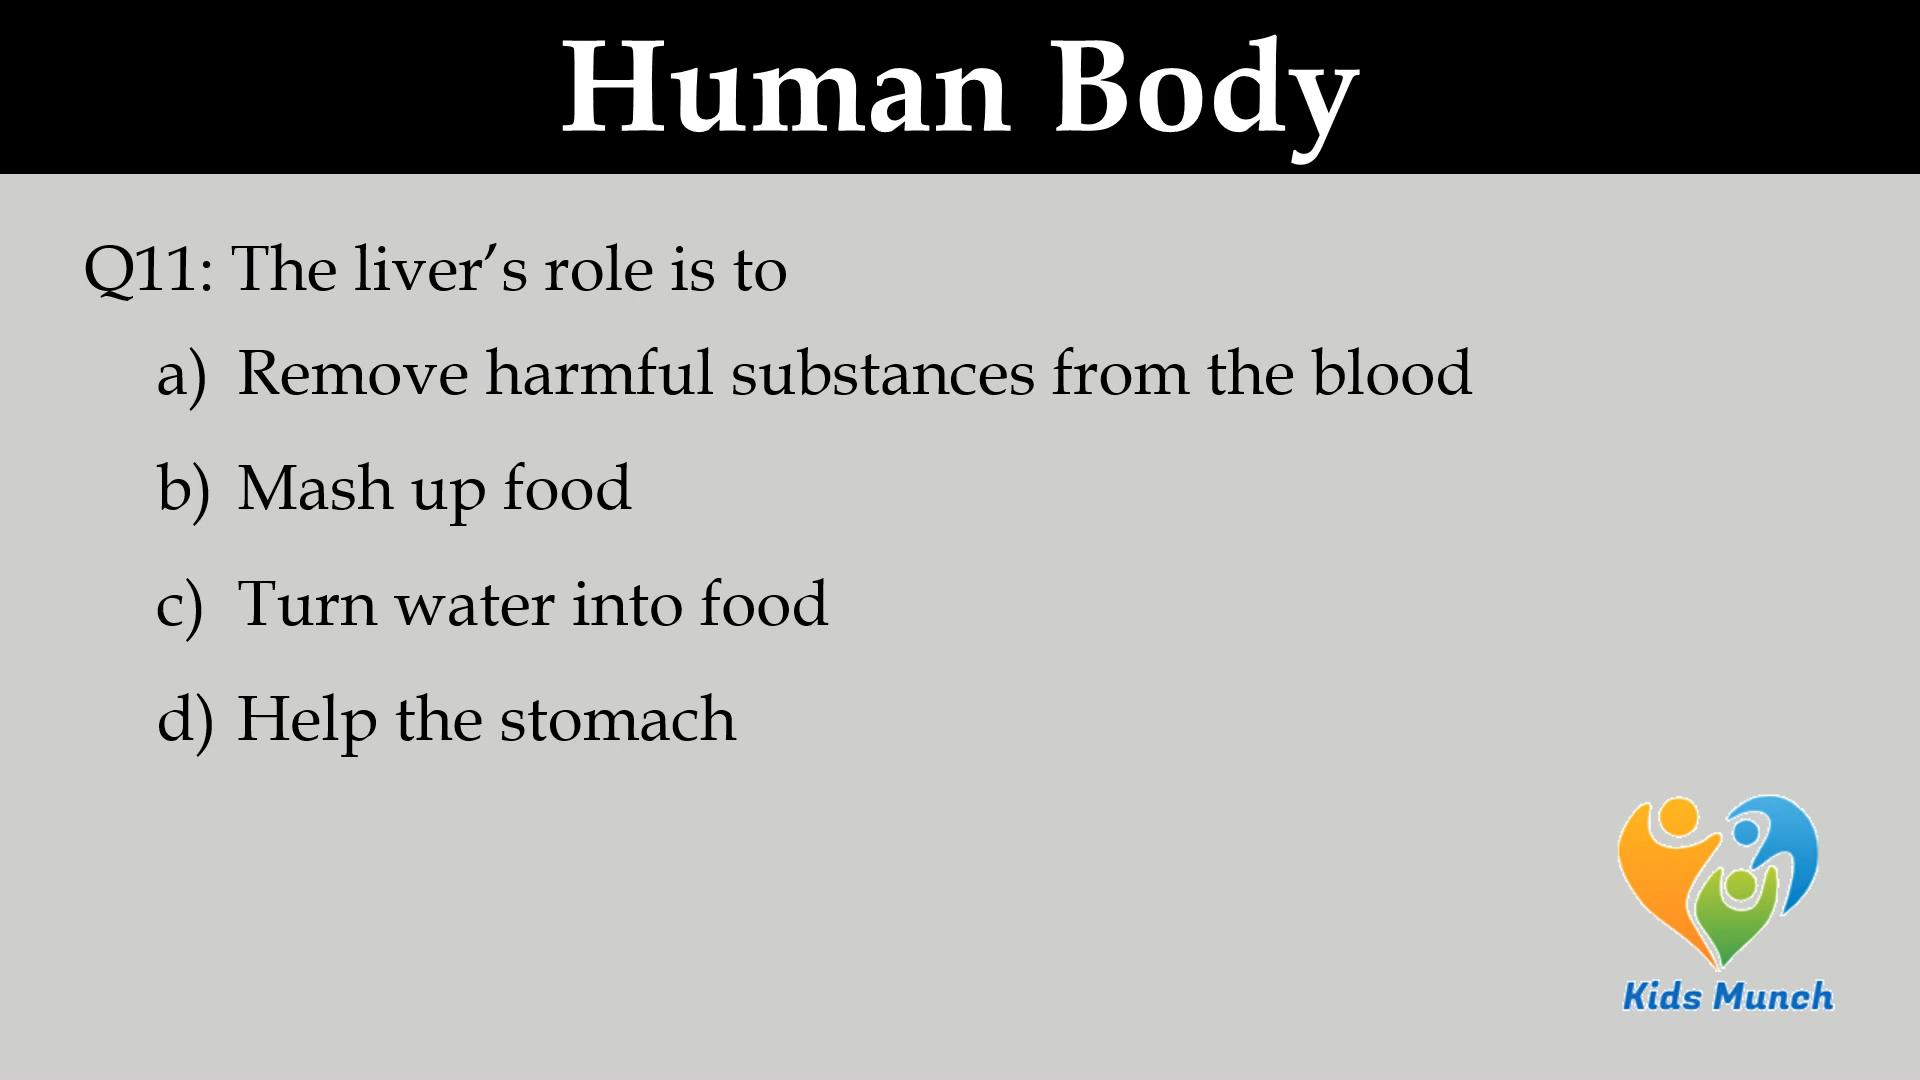 Human Body
Q11: The liver’s role is to
a) Remove harmful substances from the blood
b) Mash up food
c) Turn water into food
d) Help the stomach
Kids Munch